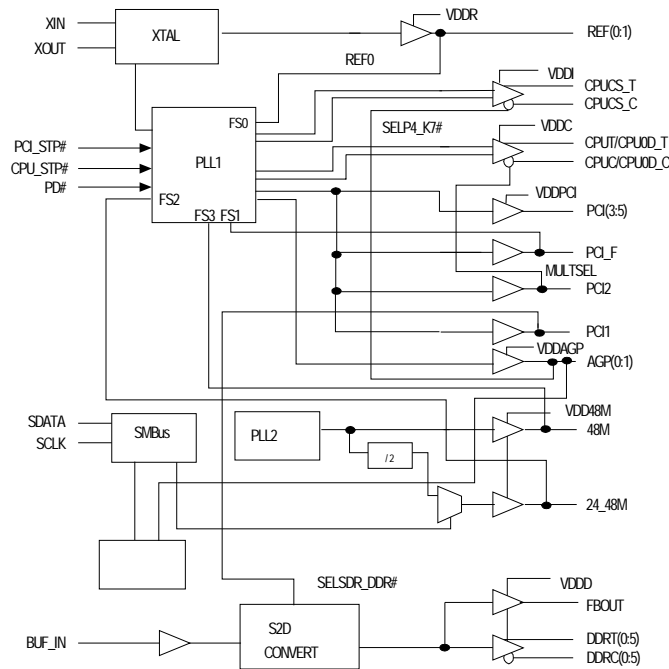 XIN
XOUT
XTAL
VDDR
REF(0:1)
REF0
VDDI
CPUCS_T
CPUCS_C
FS0
SELP4_K7#
VDDC
CPUT/CPU0D_T
CPUC/CPU0D_C
PCI_STP#
CPU_STP#
PD#
PLL1
FS2
FS3 FS1
VDDPCI
PCI(3:5)
PCI_F
MULTSEL
PCI2
PCI1
VDDAGP
AGP(0:1)
SDATA
SCLK
SMBus
PLL2
/ 2
VDD48M
48M
24_48M
SELSDR_DDR#
VDDD
FBOUT
BUF_IN
S2D
CONVERT
DDRT(0:5)
DDRC(0:5)